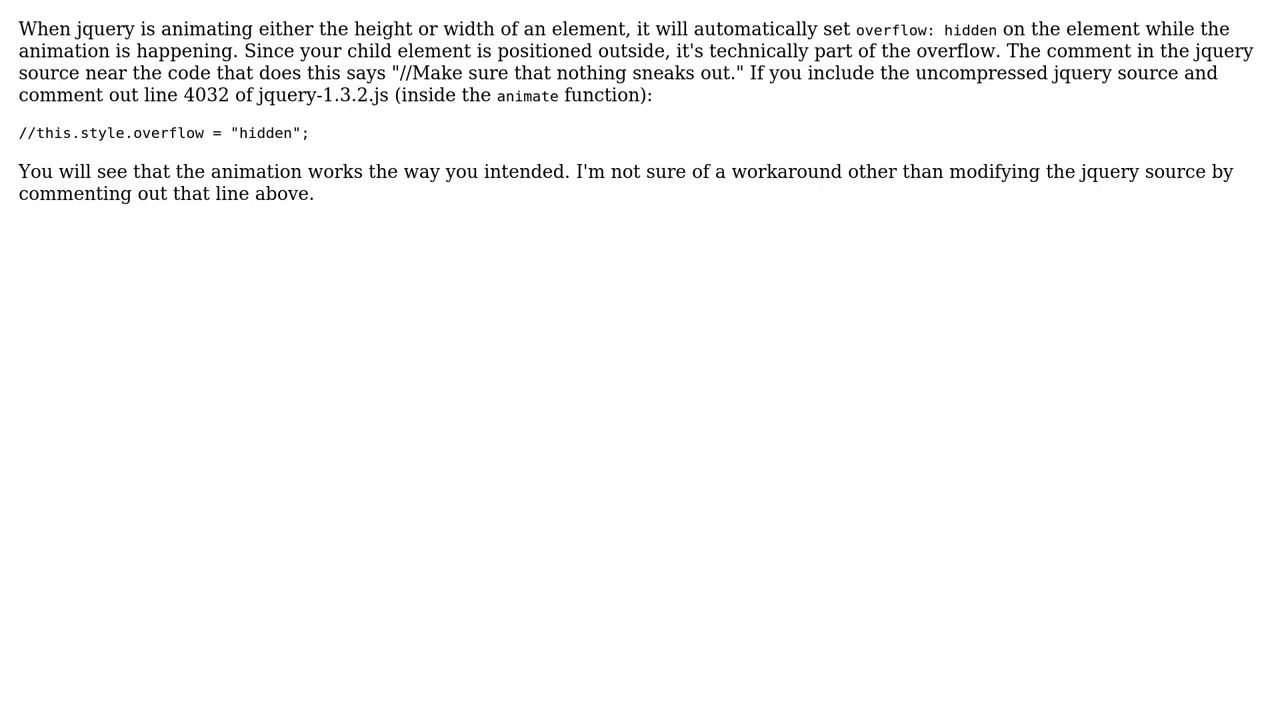 When jquery is animating either the height or width of an element, it will automatically set overflow: hidden on the element while the
animation is happening. Since your child element is positioned outside, it's technically part of the overflow. The comment in the jquery
source near the code that does this says "//Make sure that nothing sneaks out." If you include the uncompressed jquery source and
comment out line 4032 of jquery-1.3.2.js (inside the animate function):
//this.style.overflow = "hidden";
You will see that the animation works the way you intended. I'm not sure of a workaround other than modifying the jquery source by
commenting out that line above.